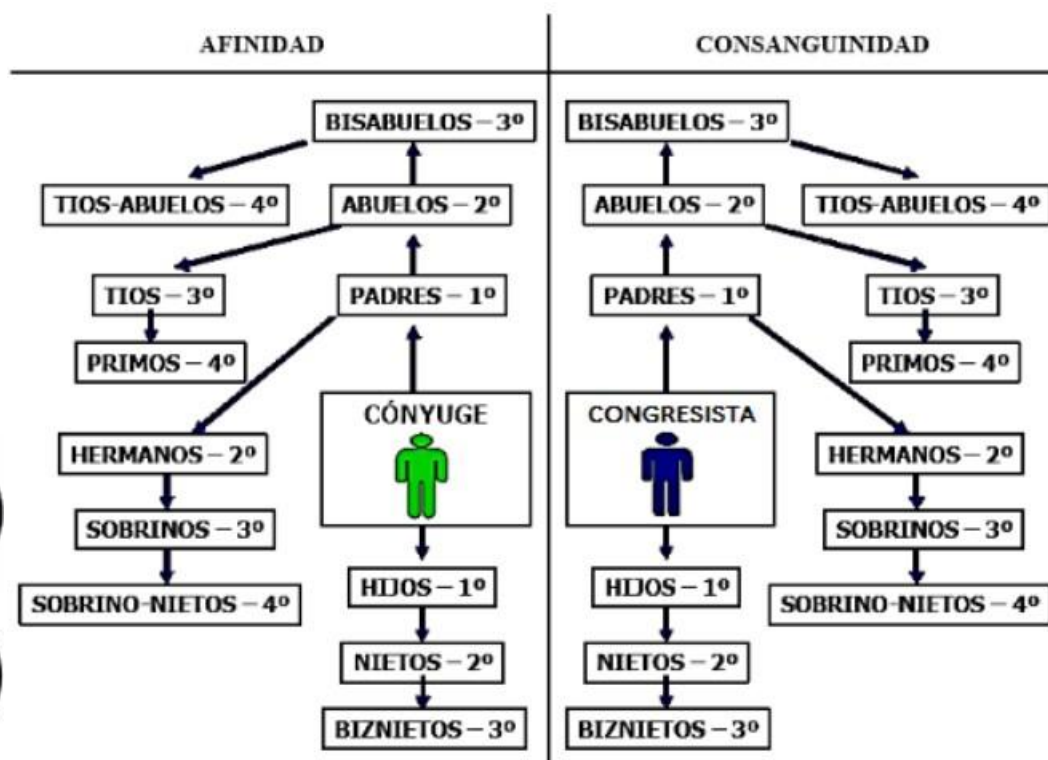 AFINIDAD
CONSANGUINIDAD
BISABUELOS – 3º
BISABUELOS – 3º
TIOS-ABUELOS – 4º
ABUELOS – 2º
ABUELOS – 2º
TIOS-ABUELOS – 4º
TIOS – 3º
PADRES – 1º
PADRES – 1º
TIOS – 3º
PRIMOS – 4º
PRIMOS – 4º
CÓNYUGE
CONGRESISTA
HERMANOS – 2º
HERMANOS – 2º
SOBRINOS – 3º
SOBRINOS – 3º
HIJOS – 1º
HIJOS – 1º
SOBRINO-NIETOS – 4º
SOBRINO-NIETOS – 4º
NIETOS – 2º
NIETOS – 2º
BIZNIETOS – 3º
BIZNIETOS – 3º